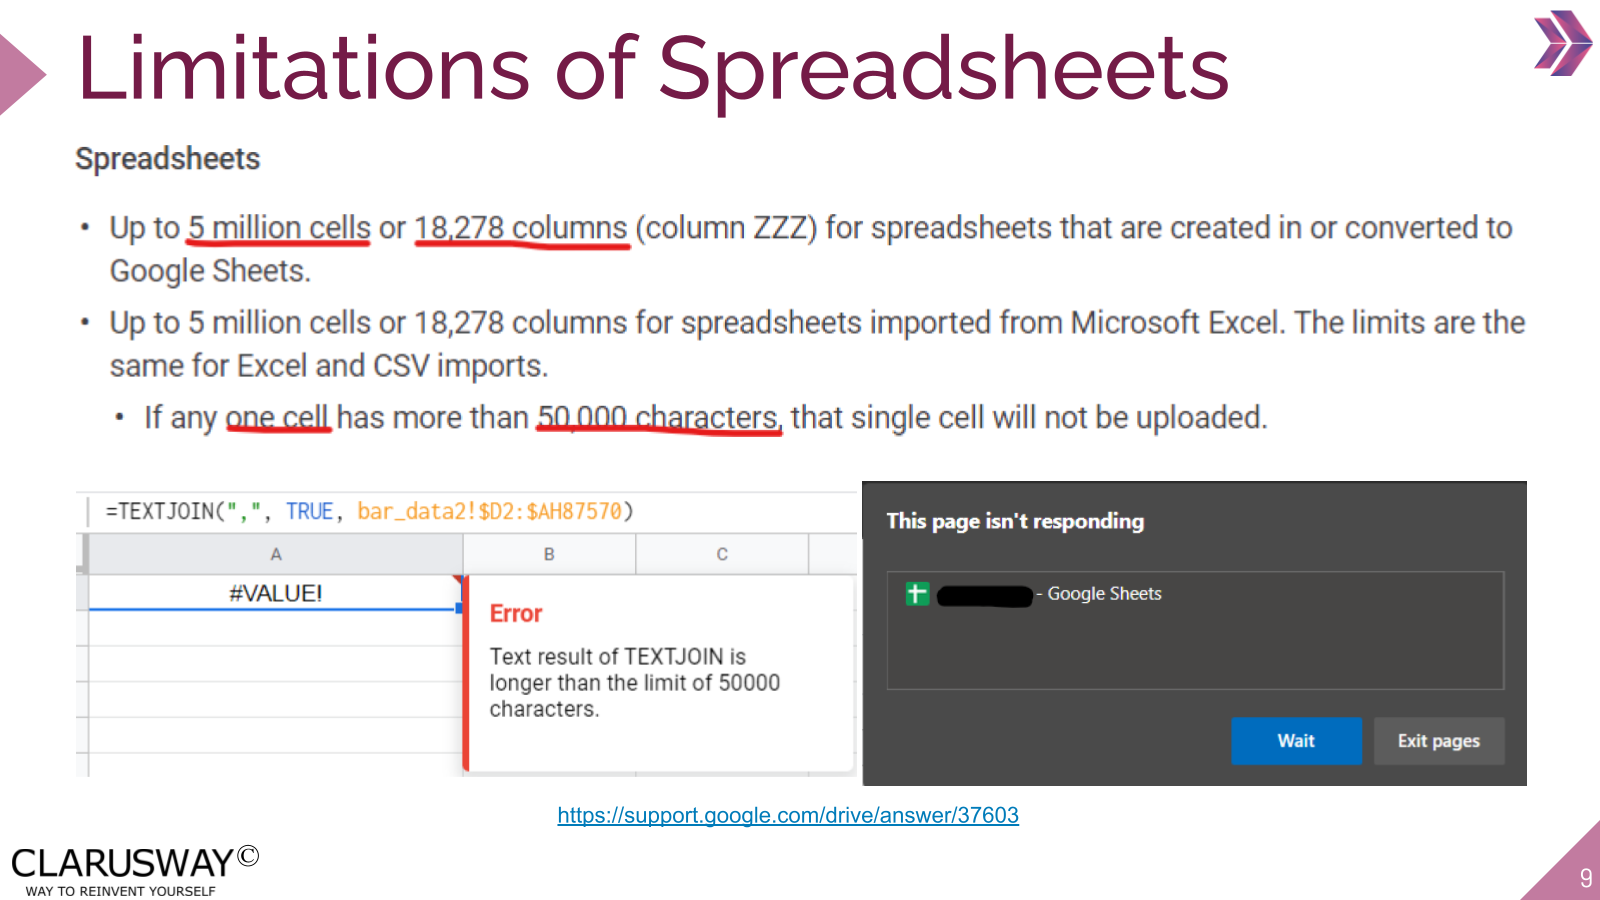 Limitations of Spreadsheets
Spreadsheets
• Up to 5 million cells or 18,278 columns (column ZZZ) for spreadsheets that are created in or converted to
Google Sheets.
• Up to 5 million cells or 18,278 columns for spreadsheets imported from Microsoft Excel. The limits are the
same for Excel and CSV imports.
• If any one cell has more than 50,000 characters, that single cell will not be uploaded.
=TEXTJOIN(",", TRUE, bar_data2!$D2:$AH87570)
A B C
#VALUE!
Error
Text result of TEXTJOIN is
longer than the limit of 50000
characters.
This page isn't responding
- Google Sheets
Wait Exit pages
https://support.google.com/drive/answer/37603
CLARUSWAY©
WAY TO REINVENT YOURSELF
9